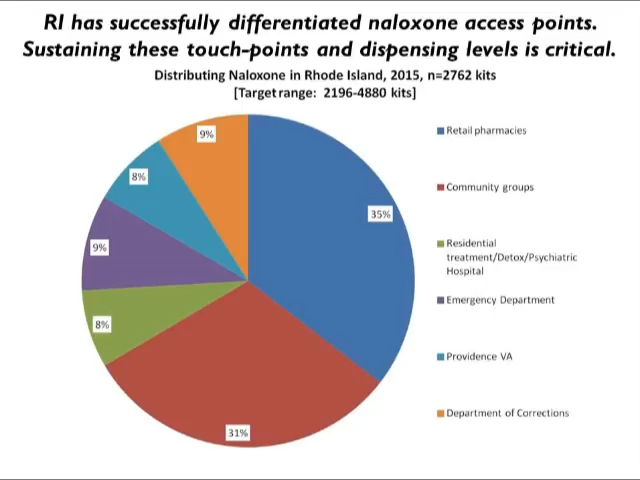 RI has successfully differentiated naloxone access points.
Sustaining these touch-points and dispensing levels is critical.
Distributing Naloxone in Rhode Island, 2015, n=2762 kits
[Target range: 2196-4880 kits]
9%
8%
35%
9%
8%
31%
Retail pharmacies
Community groups
Residential
treatment/Detox/Psychiatric
Hospital
Emergency Department
Providence VA
Department of Corrections